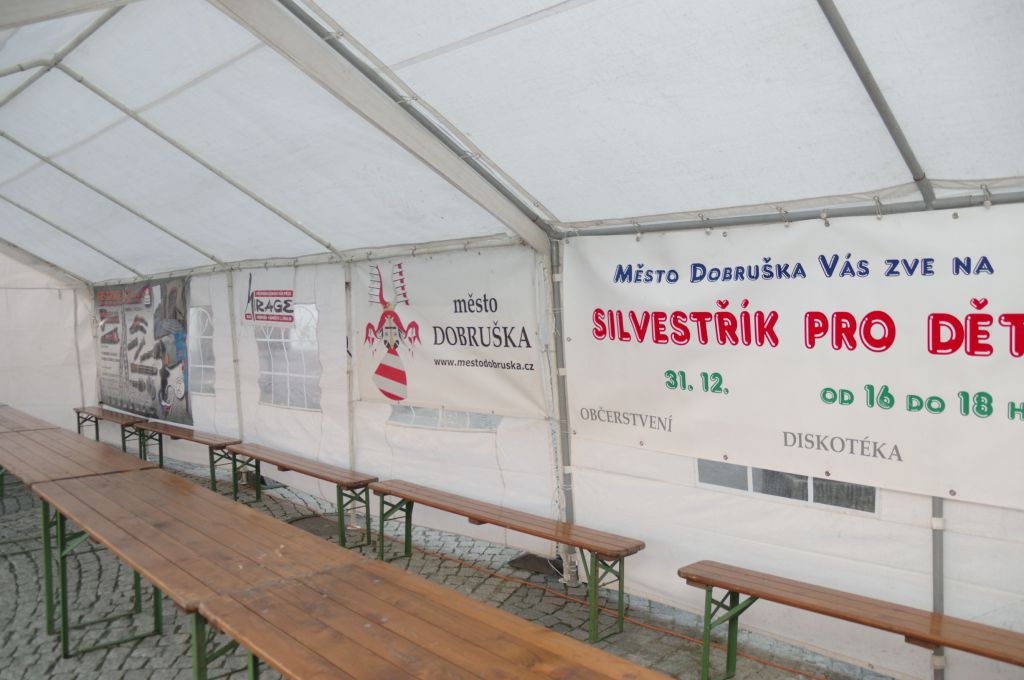 RAGE
město
DOBRUŠKA
www.mestodobruska.cz
Město Dobruška Vás zve na
SILVESTŘÍK PRO DĚT
31. 12.
OD 16 DO 18 H
OBČERSTVENÍ
DISKOTÉKA